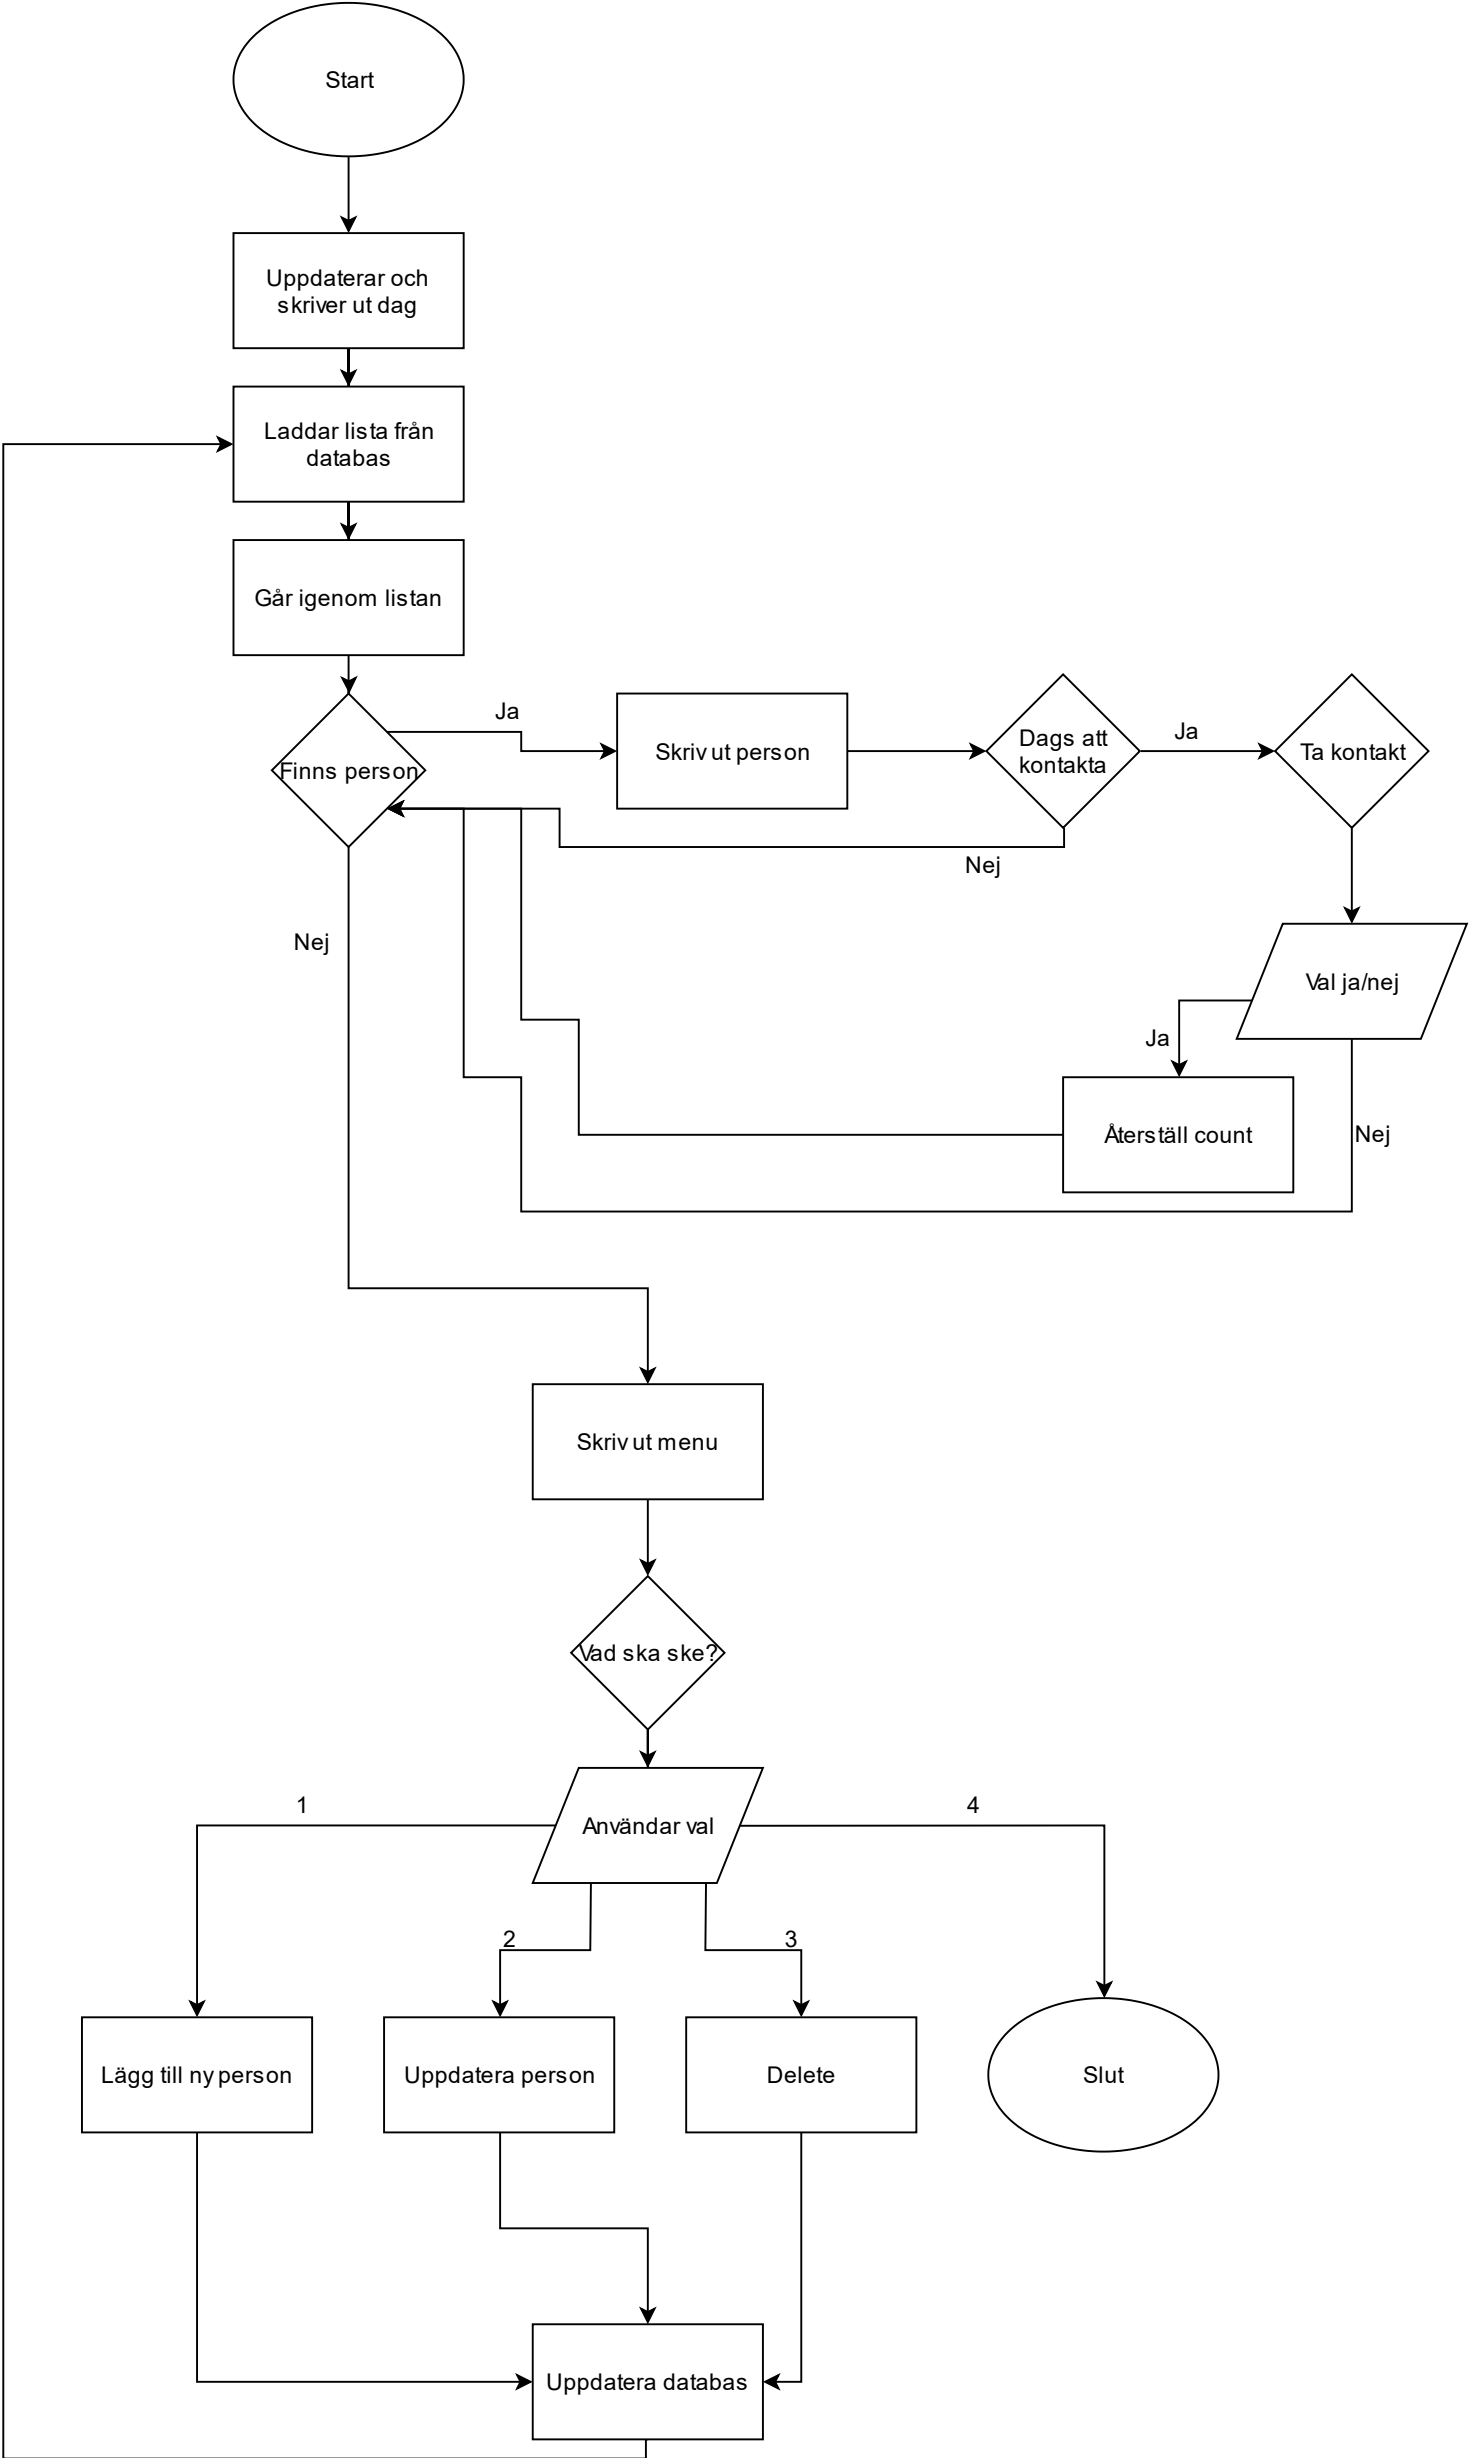 Start
Uppdaterar och
skriver ut dag
Laddar lista från
databas
Går igenom listan
Finns person
Ja
Skriv ut person
Dags att
kontakta
Ja
Ta kontakt
Nej
Nej
Val ja/nej
Ja
Återställ count
Nej
Skriv ut menu
Vad ska ske?
Användar val
1
4
2
3
Lägg till ny person
Uppdatera person
Delete
Slut
Uppdatera databas